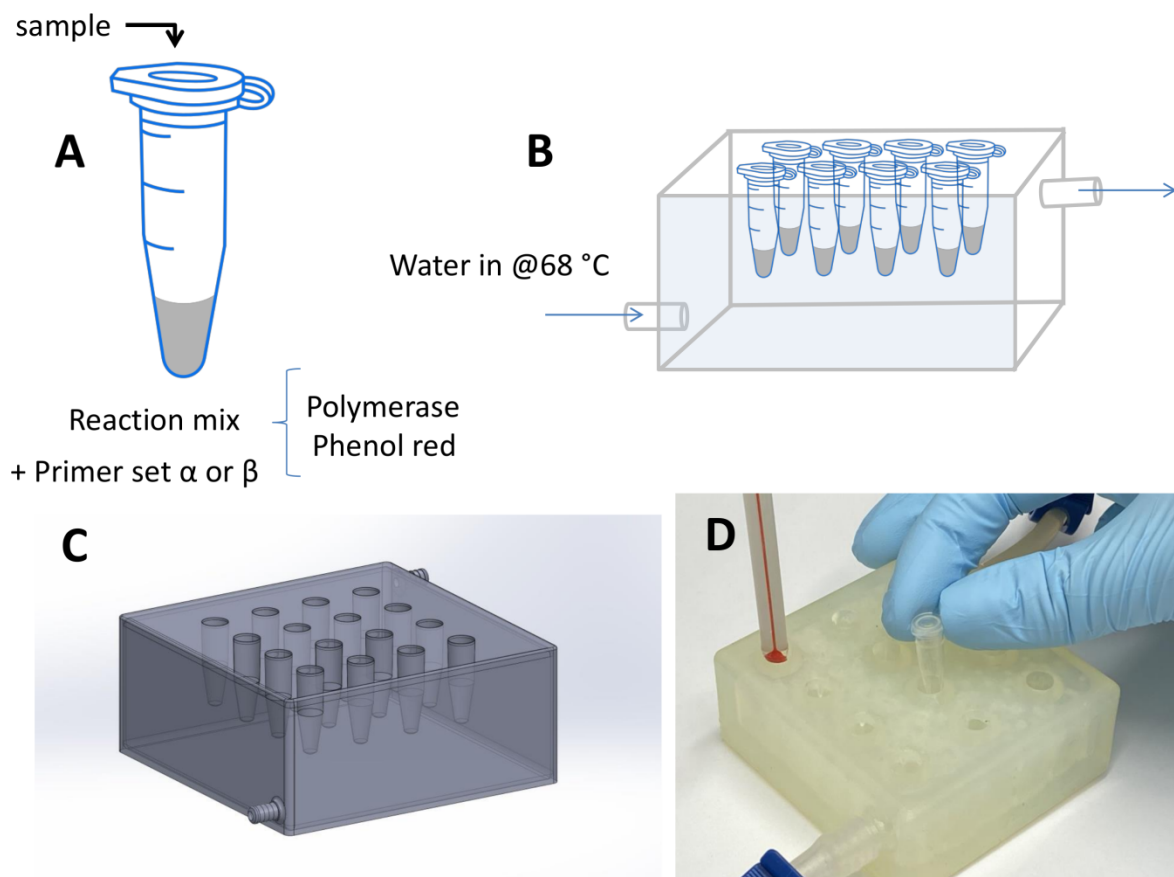 sample
A
B
Water in @68 °C
Reaction mix
+ Primer set α or β
Polymerase
Phenol red
C
D